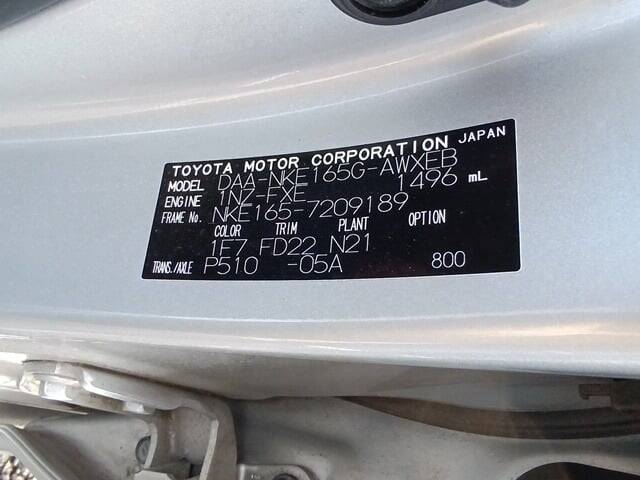 TOYOTA MOTOR CORPORATION JAPAN
MODEL DAA-NKE165G-AWXEB
ENGINE 1NZ-FXE 1496 mL
FRAME No. NKE165-7209189
COLOR TRIM PLANT OPTION
1F7 FD22 N21
TRANS./AXLE P510 -05A 800